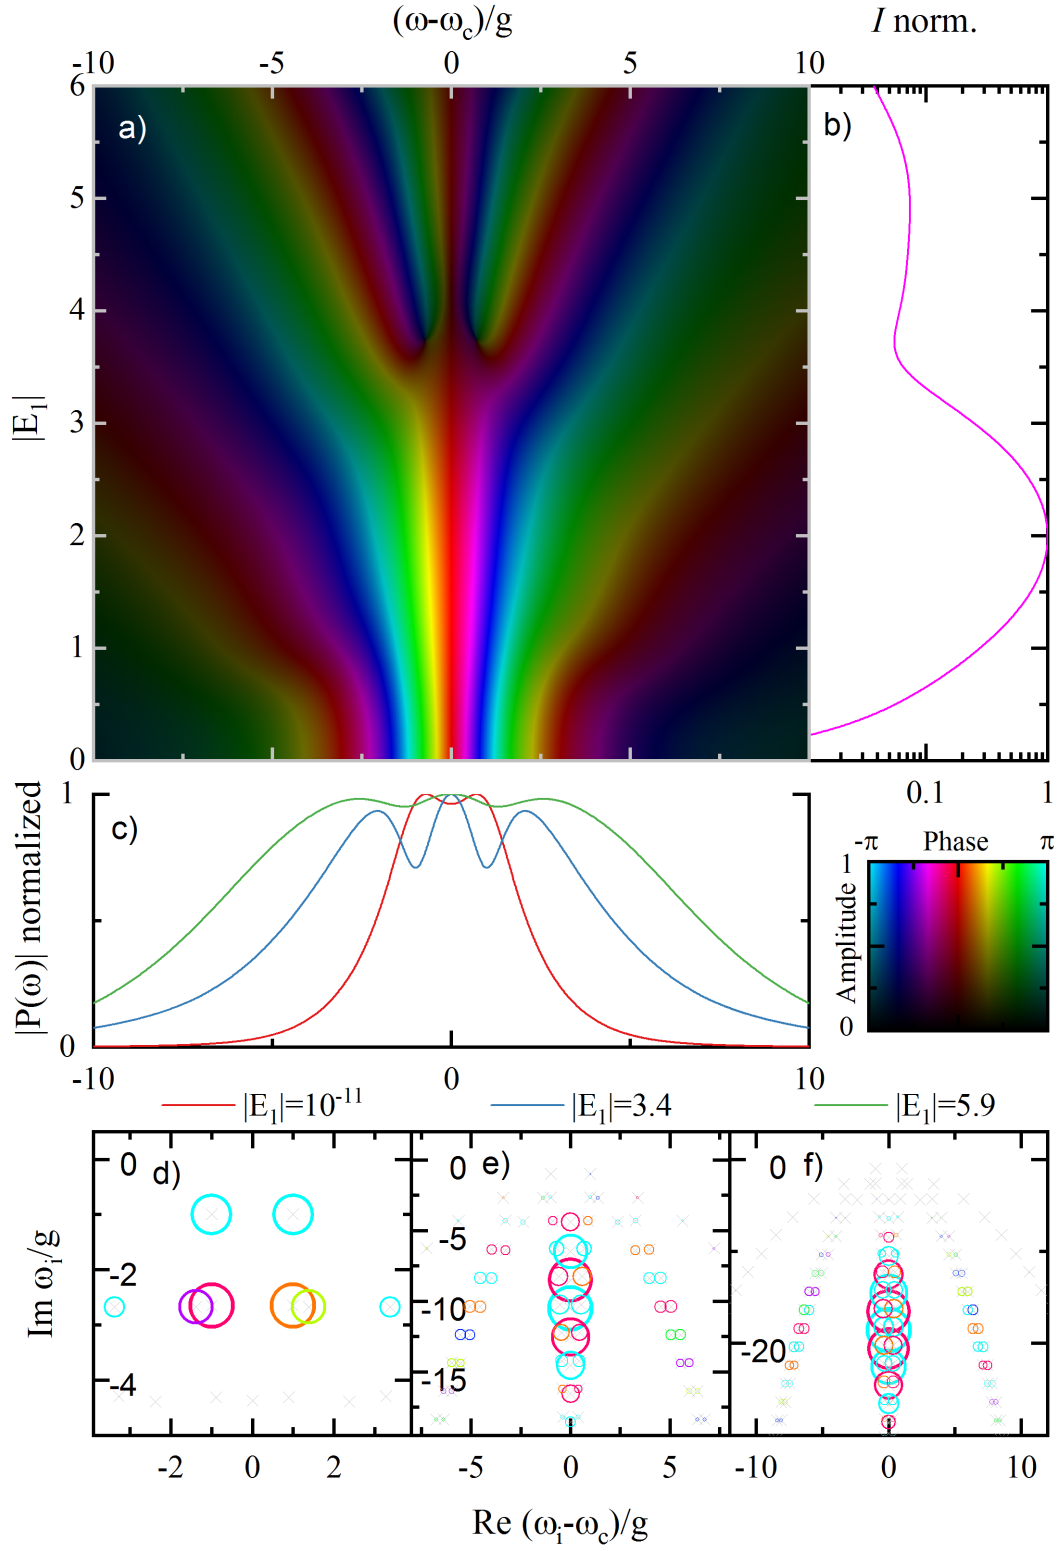 (ω-ω_c)/g I norm.
-10 -5 0 5 10
6
a) b)
5
4
|E_1|
3
2
1
0
0.1 1
1
c)
|P(ω)| normalized
0
-10 0 10
-π Phase π
Amplitude 1
0
|E_1|=10^-11 |E_1|=3.4 |E_1|=5.9
0 d) 0 e) 0 f)
-5
-2
-10
-20
-4
-15
Im ω_i/g
-2 0 2 -5 0 5 -10 0 10
Re (ω_i-ω_c)/g